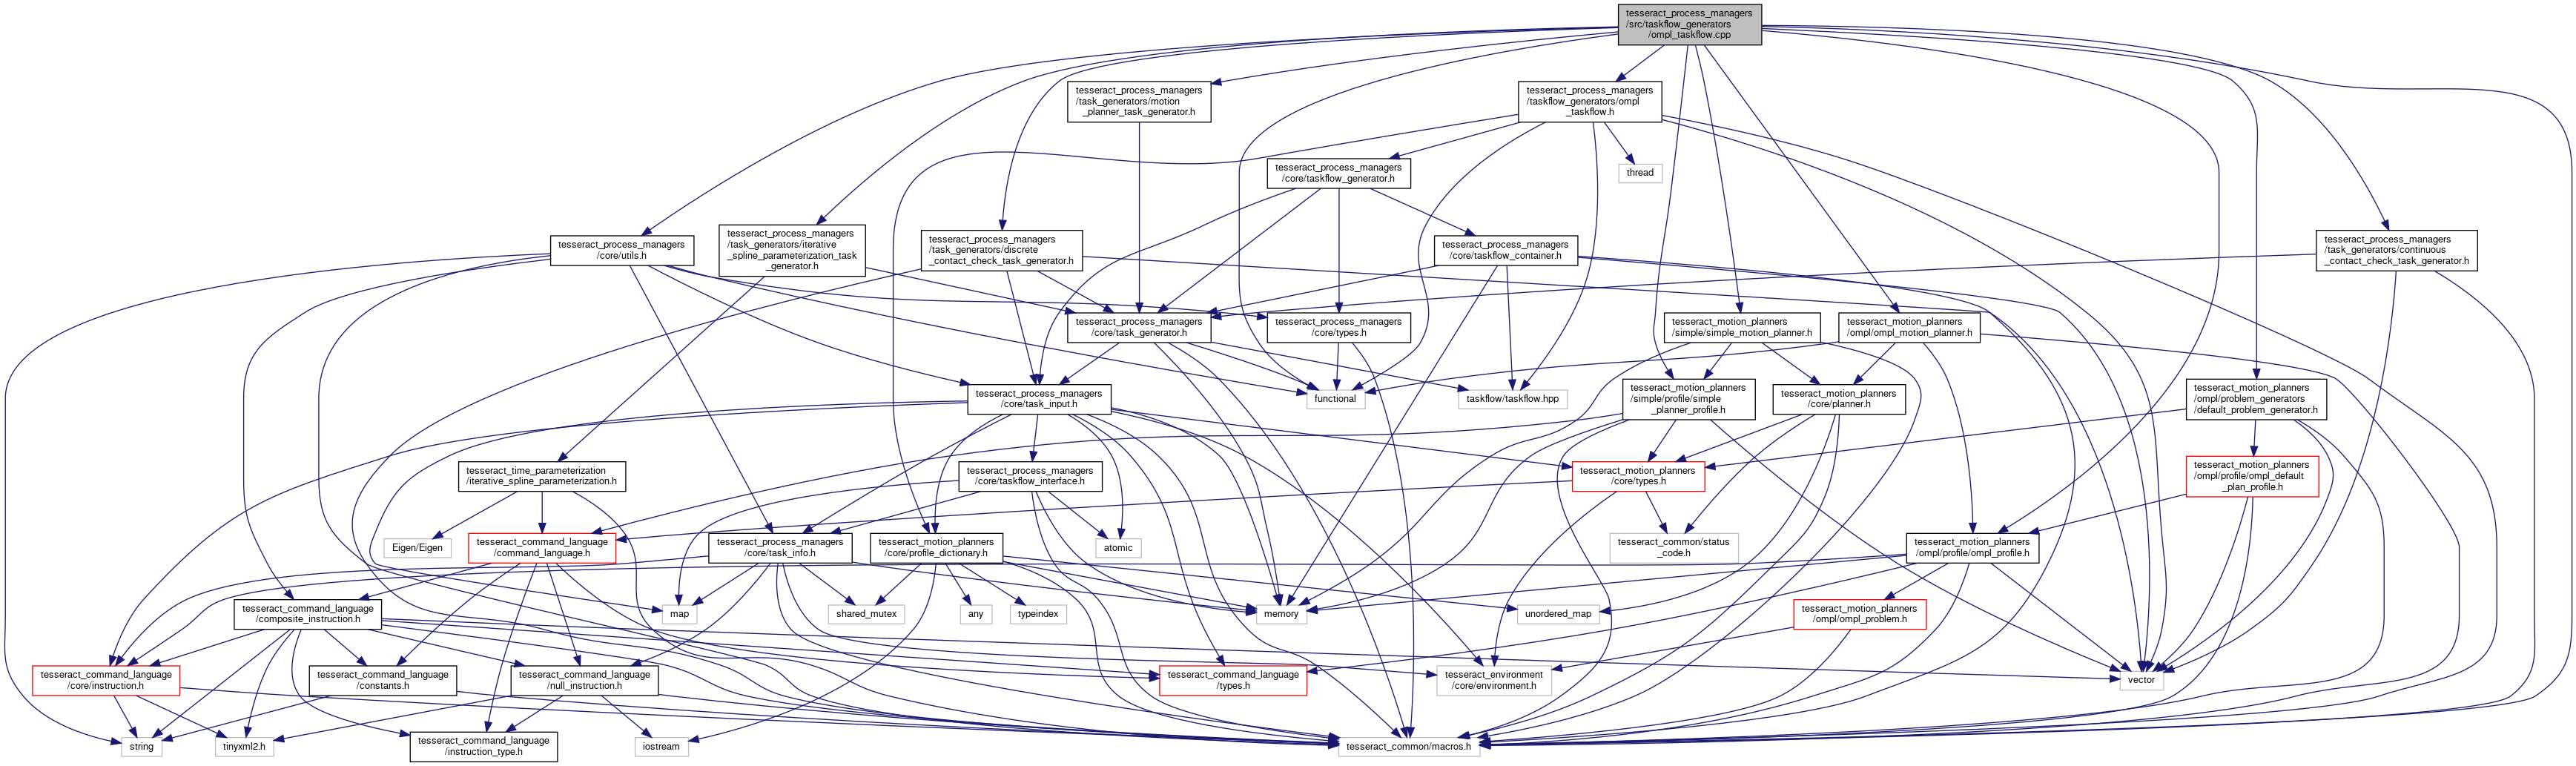 tesseract_process_managers
/src/taskflow_generators
/ompl_taskflow.cpp
tesseract_process_managers
/task_generators/motion
_planner_task_generator.h
tesseract_process_managers
/taskflow_generators/ompl
_taskflow.h
tesseract_process_managers
/core/taskflow_generator.h
thread
tesseract_process_managers
/core/utils.h
tesseract_process_managers
/task_generators/iterative
_spline_parameterization_task
_generator.h
tesseract_process_managers
/task_generators/discrete
_contact_check_task_generator.h
tesseract_process_managers
/core/taskflow_container.h
tesseract_process_managers
/task_generators/continuous
_contact_check_task_generator.h
tesseract_process_managers
/core/task_generator.h
tesseract_process_managers
/core/types.h
tesseract_motion_planners
/simple/simple_motion_planner.h
tesseract_motion_planners
/ompl/ompl_motion_planner.h
tesseract_process_managers
/core/task_input.h
functional
taskflow/taskflow.hpp
tesseract_motion_planners
/simple/profile/simple
_planner_profile.h
tesseract_motion_planners
/core/planner.h
tesseract_motion_planners
/ompl/problem_generators
/default_problem_generator.h
tesseract_time_parameterization
/iterative_spline_parameterization.h
tesseract_process_managers
/core/taskflow_interface.h
tesseract_motion_planners
/core/types.h
tesseract_motion_planners
/ompl/profile/ompl_default
_plan_profile.h
Eigen/Eigen
tesseract_command_language
/command_language.h
tesseract_process_managers
/core/task_info.h
tesseract_motion_planners
/core/profile_dictionary.h
atomic
tesseract_common/status
_code.h
tesseract_motion_planners
/ompl/profile/ompl_profile.h
tesseract_command_language
/composite_instruction.h
map
shared_mutex
any
typeindex
memory
unordered_map
tesseract_motion_planners
/ompl/ompl_problem.h
tesseract_command_language
/core/instruction.h
tesseract_command_language
/constants.h
tesseract_command_language
/null_instruction.h
tesseract_command_language
/types.h
tesseract_environment
/core/environment.h
vector
string
tinyxml2.h
tesseract_command_language
/instruction_type.h
iostream
tesseract_common/macros.h